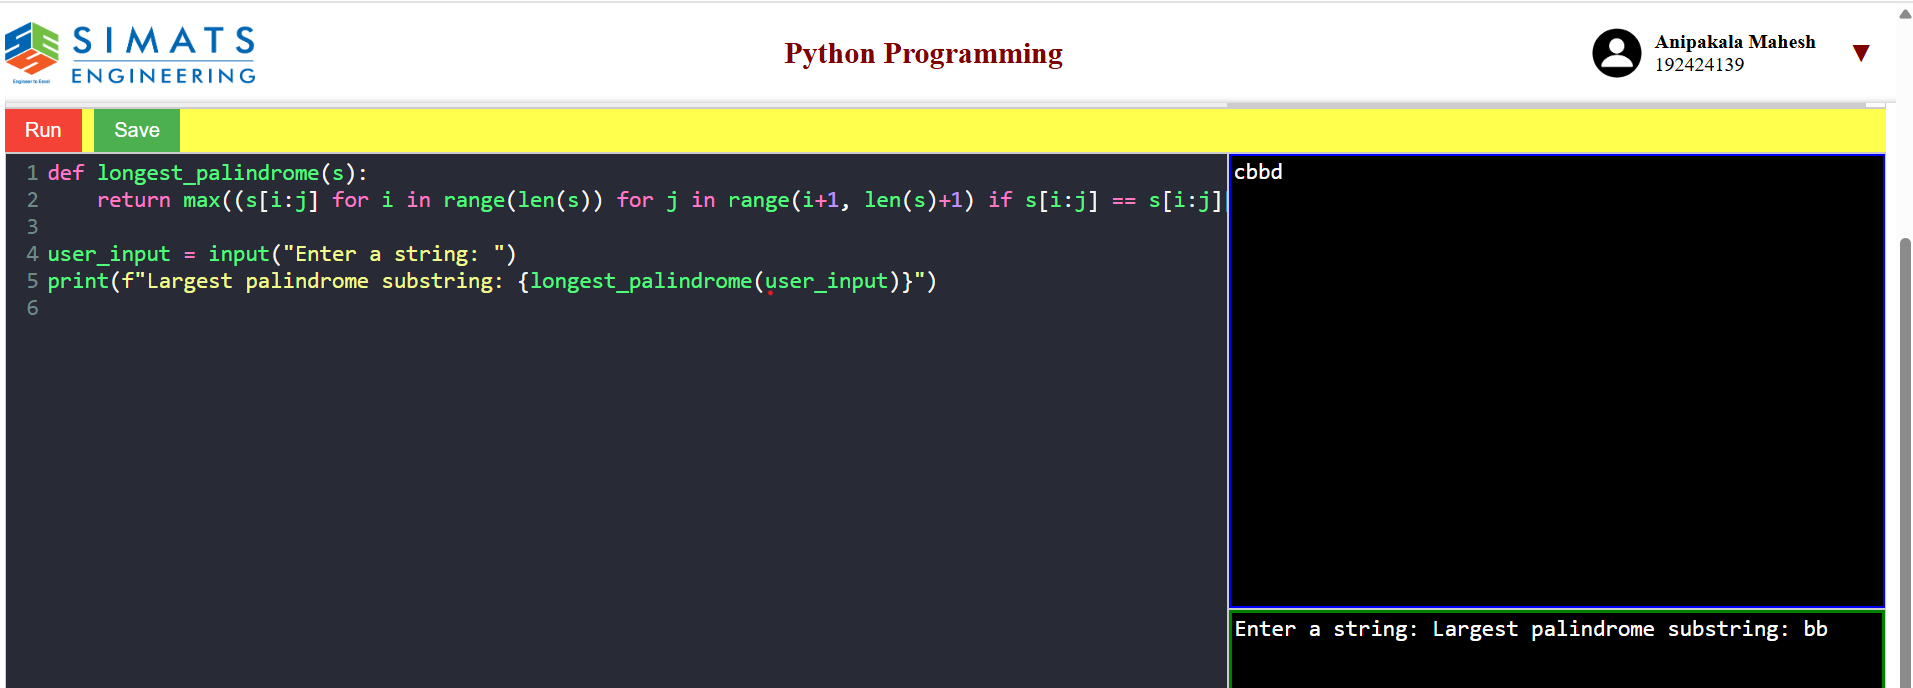 SIMATS
ENGINEERING
Engineer to Excel
Python Programming
Anipakala Mahesh
192424139
Run
Save
1 def longest_palindrome(s):
2     return max((s[i:j] for i in range(len(s)) for j in range(i+1, len(s)+1) if s[i:j] == s[i:j]
3
4 user_input = input("Enter a string: ")
5 print(f"Largest palindrome substring: {longest_palindrome(user_input)}")
6
cbbd
Enter a string: Largest palindrome substring: bb